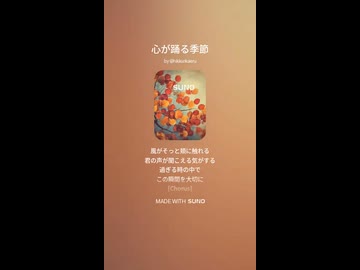 心が踊る季節
SUNO
風がそっと頬に触れる
君の声が聞こえる気がする
過ぎる時の中で
この瞬間を大切に
[Chorus]
MADE WITH SUNO